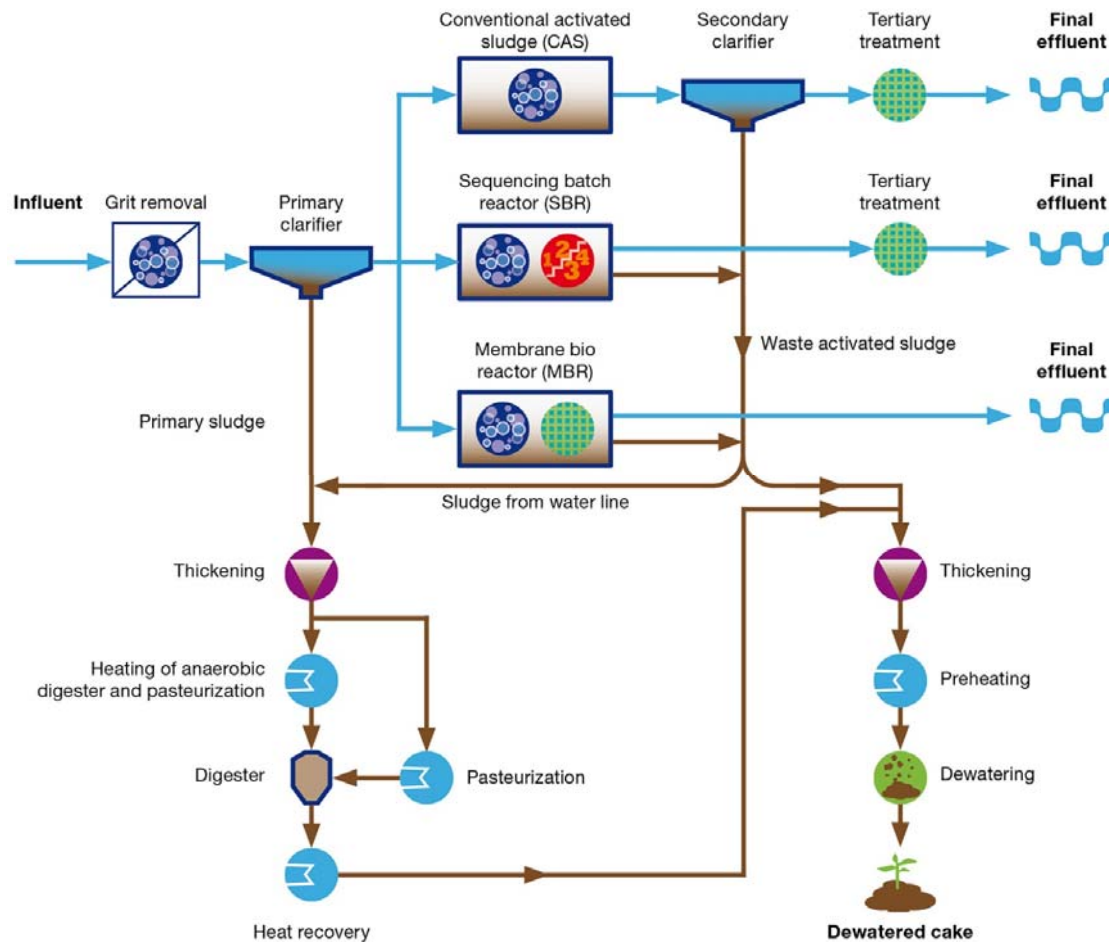 Conventional activated
sludge (CAS)
Secondary
clarifier
Tertiary
treatment
Final
effluent
Influent
Grit removal
Primary
clarifier
Sequencing batch
reactor (SBR)
1 2 3 4
Tertiary
treatment
Final
effluent
Membrane bio
reactor (MBR)
Waste activated sludge
Final
effluent
Primary sludge
Sludge from water line
Thickening
Thickening
Heating of anaerobic
digester and pasteurization
Preheating
Digester
Pasteurization
Dewatering
Heat recovery
Dewatered cake